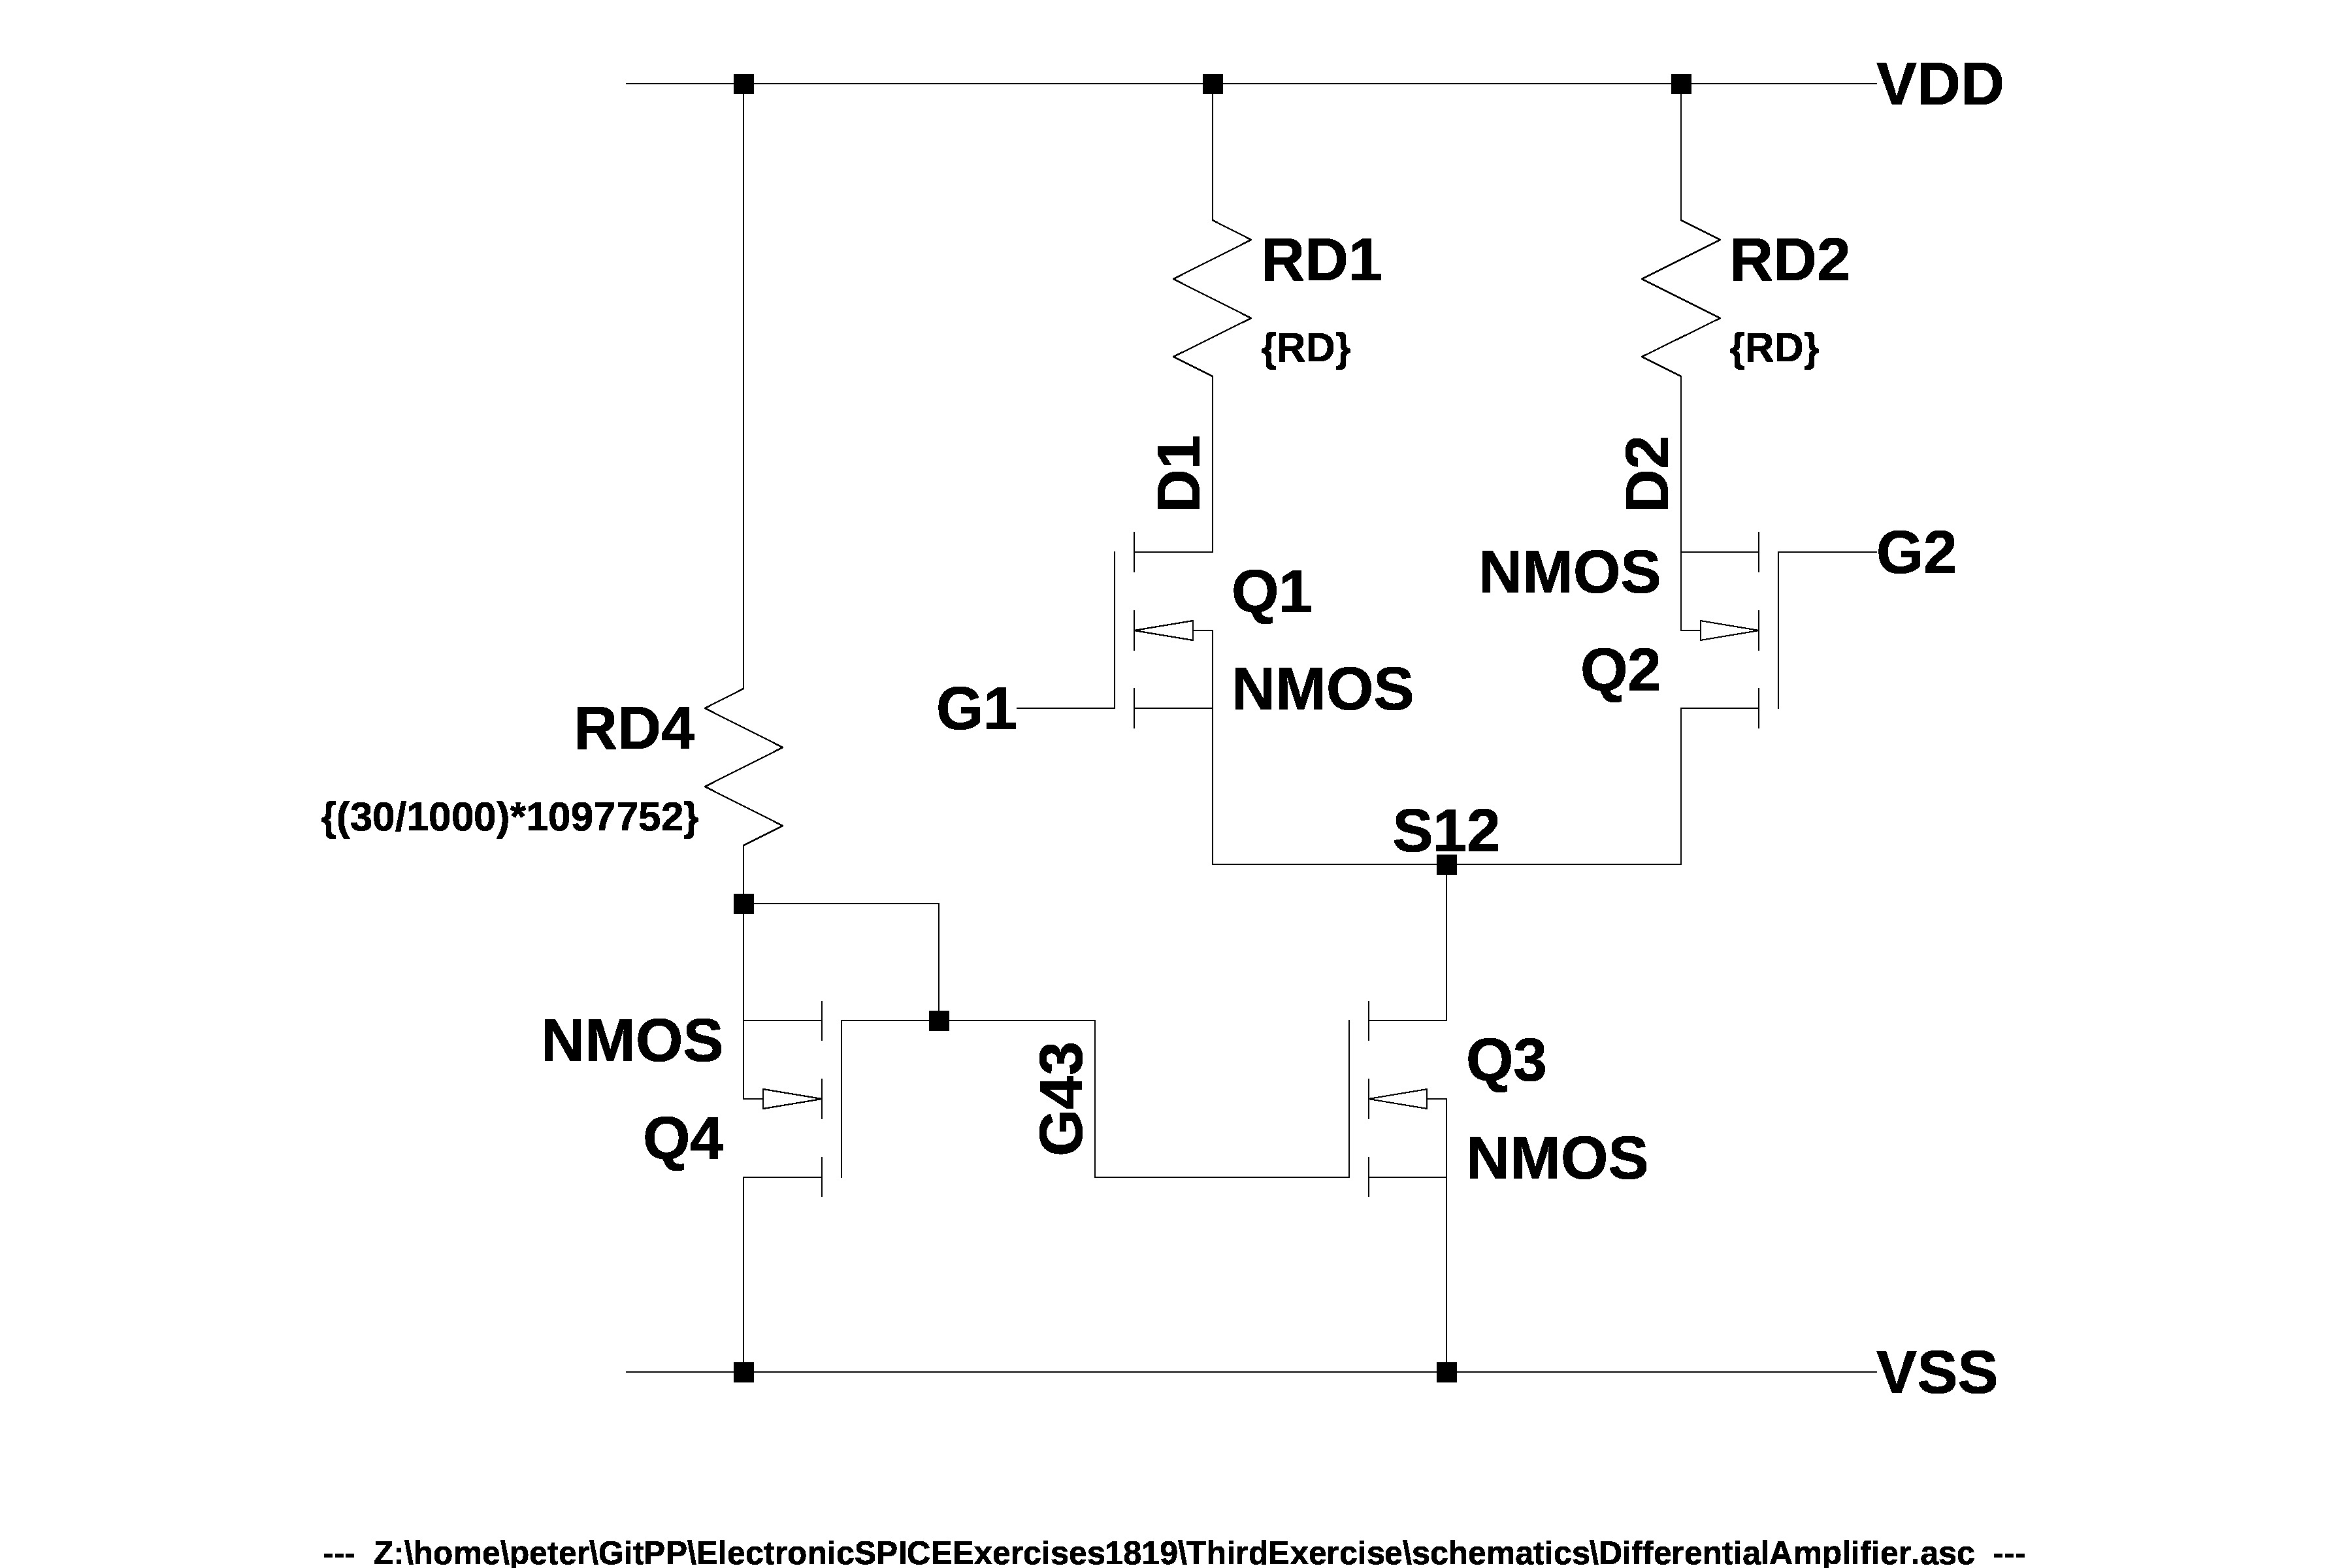 VDD
RD1
{RD}
RD2
{RD}
D1
D2
Q1
NMOS
NMOS
Q2
G2
G1
RD4
{(30/1000)*1097752}
S12
NMOS
Q4
G43
Q3
NMOS
VSS
--- Z:\home\peter\GitPP\ElectronicSPICEExercises1819\ThirdExercise\schematics\DifferentialAmplifier.asc ---